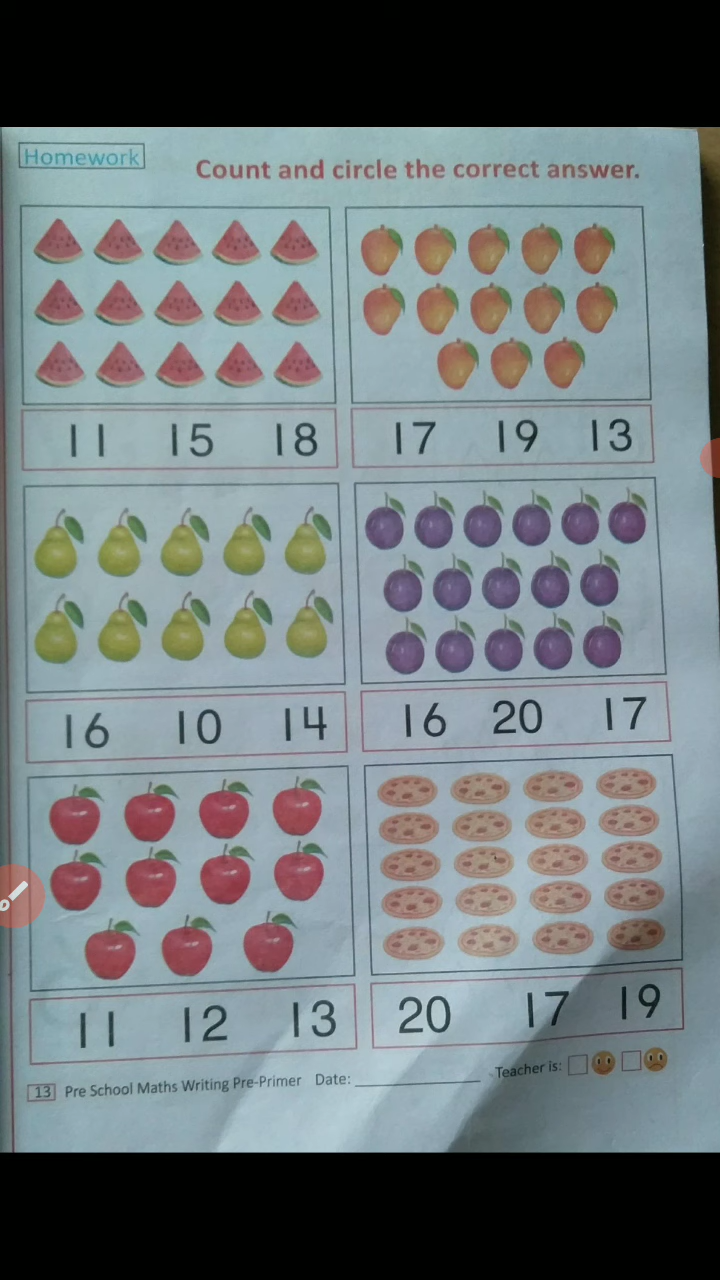 Homework
Count and circle the correct answer.
11 15 18
17 19 13
16 10 14
16 20 17
11 12 13
20 17 19
13 Pre School Maths Writing Pre-Primer Date: Teacher is: